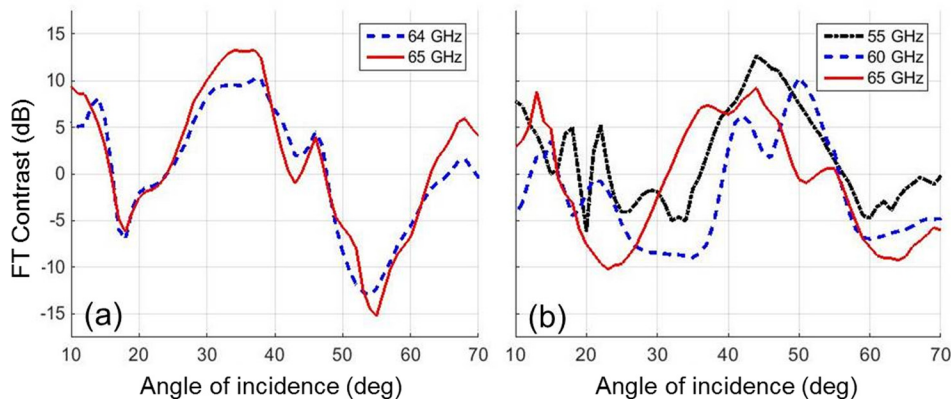 FT Contrast (dB)
15
10
5
0
-5
-10
-15
64 GHz
65 GHz
(a)
10 20 30 40 50 60 70
Angle of incidence (deg)
55 GHz
60 GHz
65 GHz
(b)
10 20 30 40 50 60 70
Angle of incidence (deg)